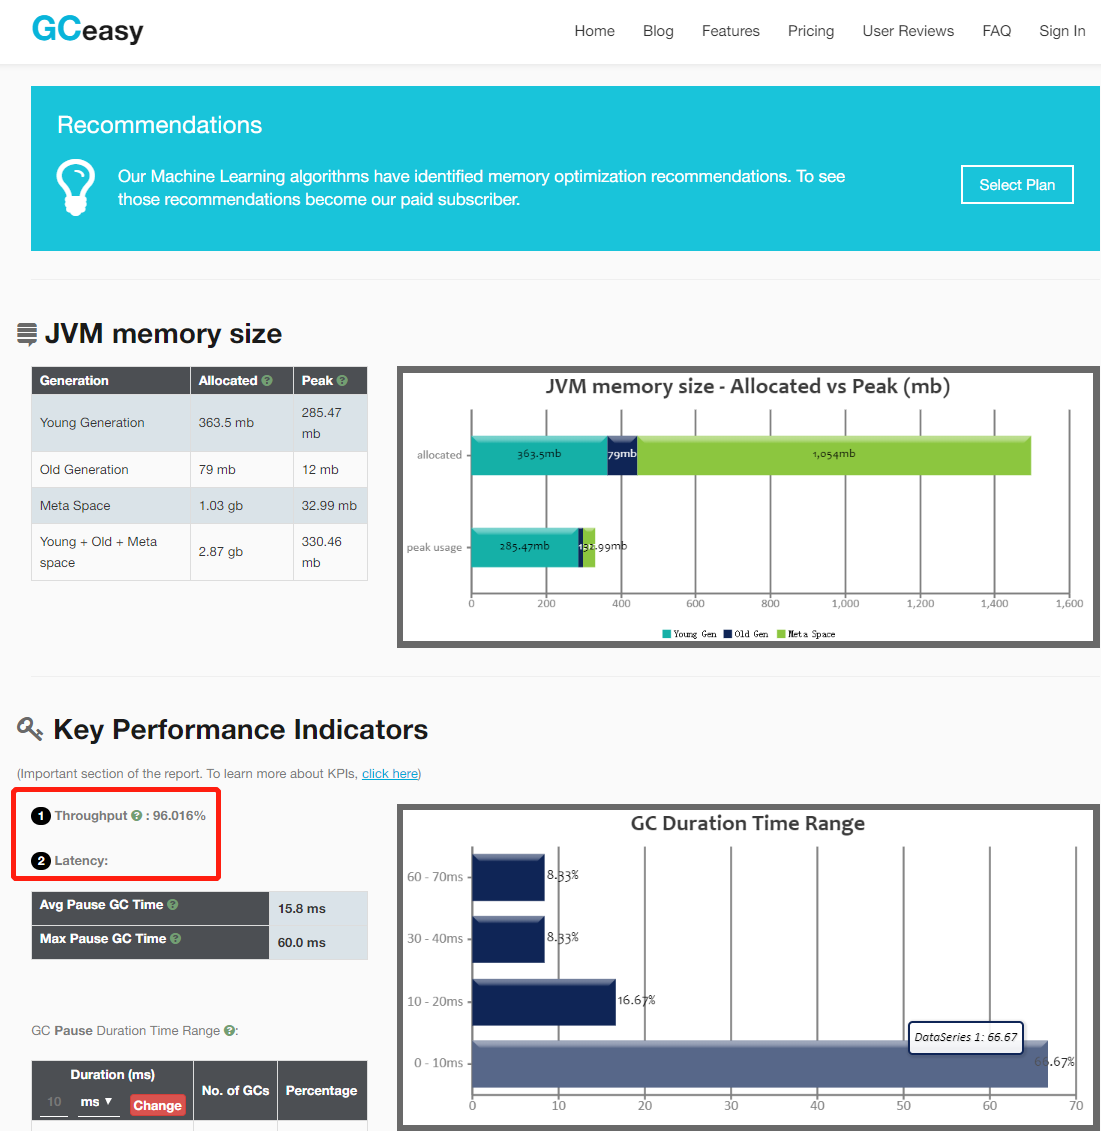 GCeasy
Home Blog Features Pricing User Reviews FAQ Sign In
Recommendations
Our Machine Learning algorithms have identified memory optimization recommendations. To see
those recommendations become our paid subscriber.
Select Plan
JVM memory size
Generation Allocated ? Peak ?
Young Generation 363.5 mb 285.47 mb
Old Generation 79 mb 12 mb
Meta Space 1.03 gb 32.99 mb
Young + Old + Meta space 2.87 gb 330.46 mb
JVM memory size - Allocated vs Peak (mb)
allocated 363.5mb 79mb 1,054mb
peak usage 285.47mb 32.99mb
0 200 400 600 800 1,000 1,200 1,400 1,600
Young Gen Old Gen Meta Space
Key Performance Indicators
(Important section of the report. To learn more about KPIs, click here)
1 Throughput ? : 96.016%
2 Latency:
Avg Pause GC Time ? 15.8 ms
Max Pause GC Time ? 60.0 ms
GC Pause Duration Time Range ?:
Duration (ms) No. of GCs Percentage
10 ms ▼ Change
GC Duration Time Range
60 - 70ms 8.33%
30 - 40ms 8.33%
10 - 20ms 16.67%
DataSeries 1: 66.67
0 - 10ms 66.67%
0 10 20 30 40 50 60 70